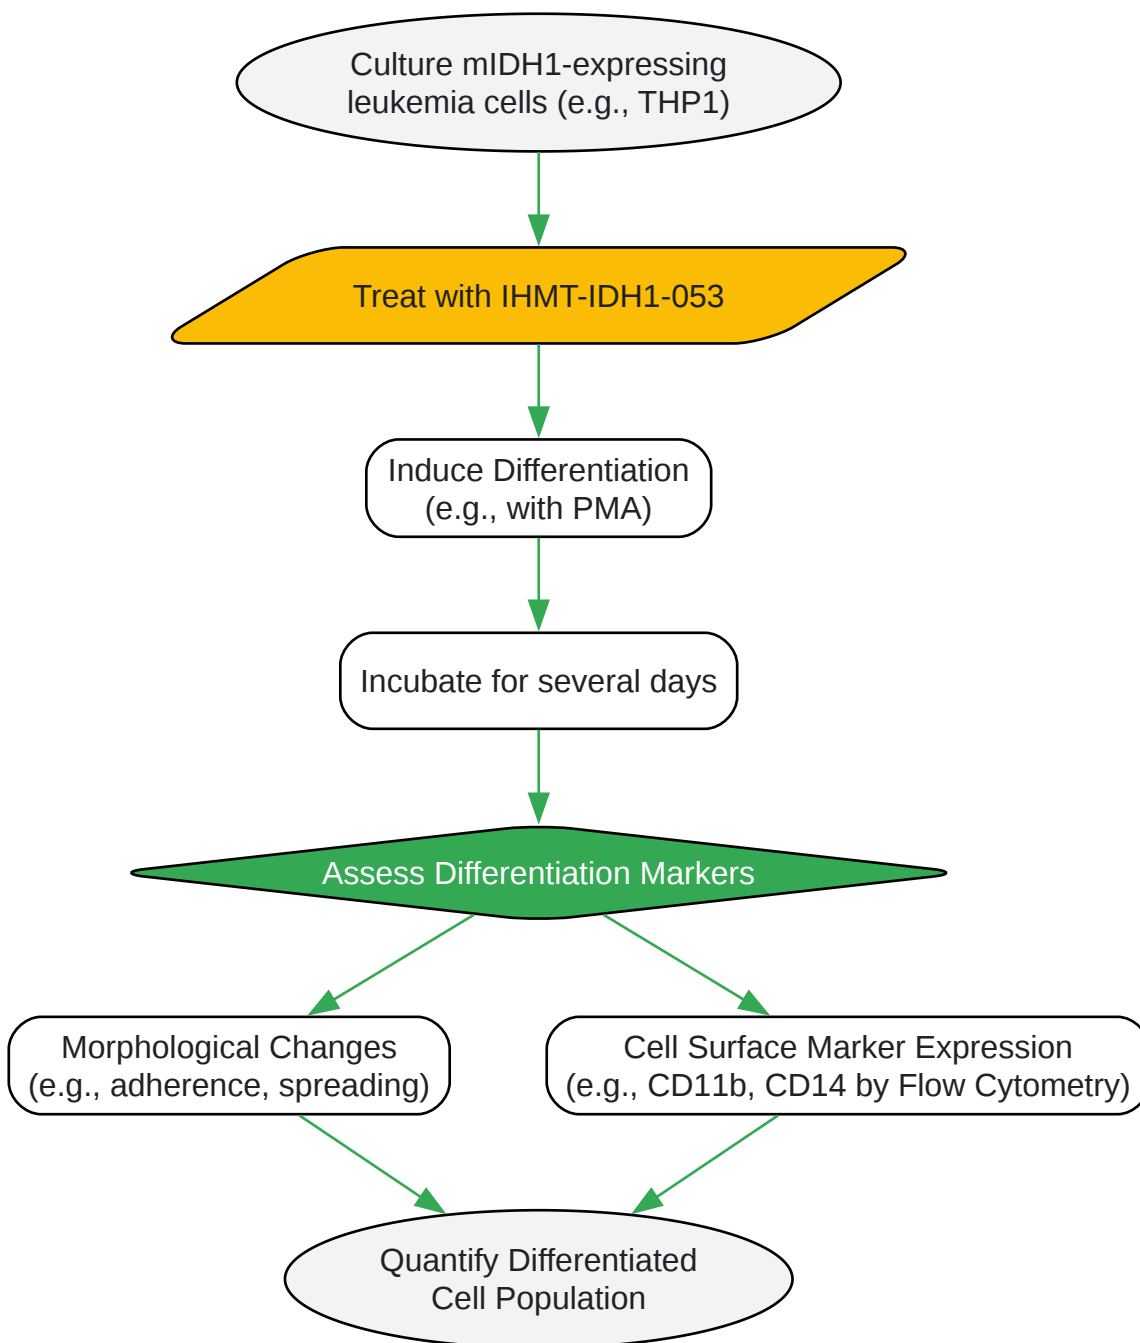 Culture mIDH1-expressing
leukemia cells (e.g., THP1)
Treat with IHMT-IDH1-053
Induce Differentiation
(e.g., with PMA)
Incubate for several days
Assess Differentiation Markers
Morphological Changes
(e.g., adherence, spreading)
Cell Surface Marker Expression
(e.g., CD11b, CD14 by Flow Cytometry)
Quantify Differentiated
Cell Population